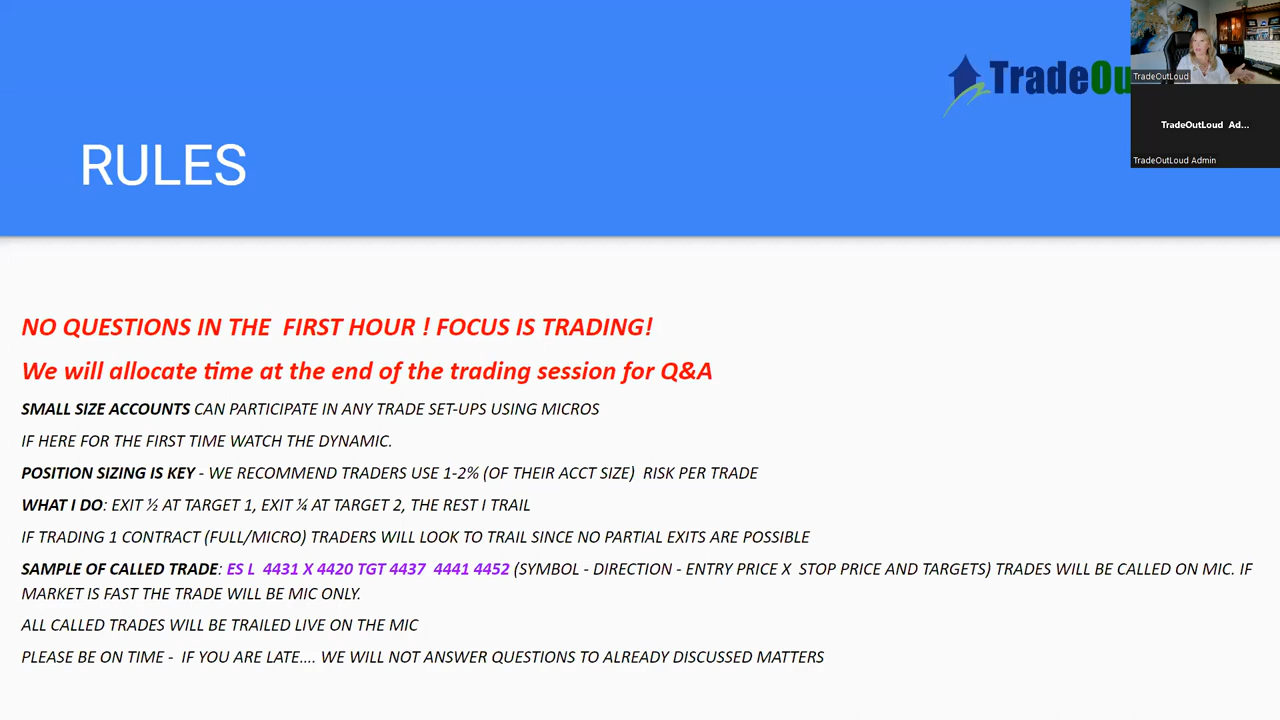 TradeOu
TradeOutLoud
TradeOutLoud Ad...
TradeOutLoud Admin
RULES
NO QUESTIONS IN THE FIRST HOUR ! FOCUS IS TRADING!
We will allocate time at the end of the trading session for Q&A
SMALL SIZE ACCOUNTS CAN PARTICIPATE IN ANY TRADE SET-UPS USING MICROS
IF HERE FOR THE FIRST TIME WATCH THE DYNAMIC.
POSITION SIZING IS KEY - WE RECOMMEND TRADERS USE 1-2% (OF THEIR ACCT SIZE) RISK PER TRADE
WHAT I DO: EXIT ½ AT TARGET 1, EXIT ¼ AT TARGET 2, THE REST I TRAIL
IF TRADING 1 CONTRACT (FULL/MICRO) TRADERS WILL LOOK TO TRAIL SINCE NO PARTIAL EXITS ARE POSSIBLE
SAMPLE OF CALLED TRADE: ES L 4431 X 4420 TGT 4437 4441 4452 (SYMBOL - DIRECTION - ENTRY PRICE X STOP PRICE AND TARGETS) TRADES WILL BE CALLED ON MIC. IF
MARKET IS FAST THE TRADE WILL BE MIC ONLY.
ALL CALLED TRADES WILL BE TRAILED LIVE ON THE MIC
PLEASE BE ON TIME - IF YOU ARE LATE.... WE WILL NOT ANSWER QUESTIONS TO ALREADY DISCUSSED MATTERS